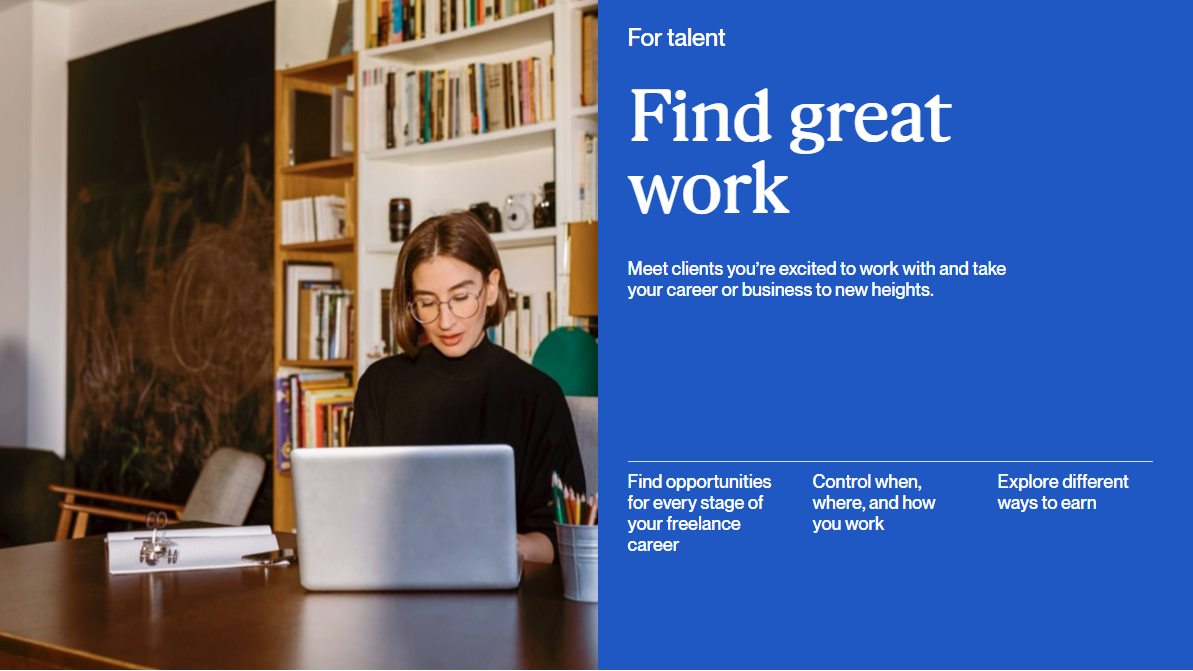 For talent
Find great
work
Meet clients you’re excited to work with and take
your career or business to new heights.
Find opportunities
for every stage of
your freelance
career
Control when,
where, and how
you work
Explore different
ways to earn